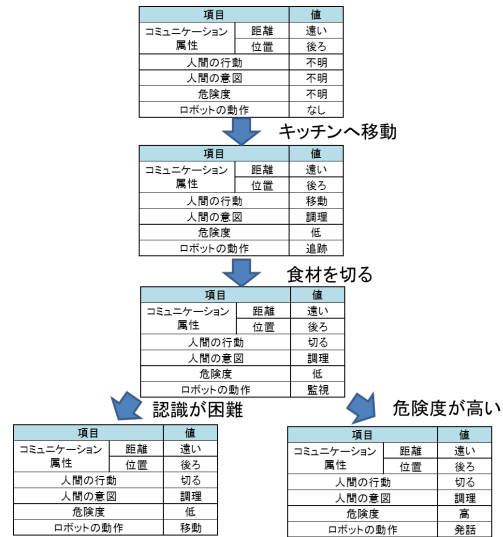 項目 値
コミュニケーション属性 距離 遠い
位置 後ろ
人間の行動 不明
人間の意図 不明
危険度 不明
ロボットの動作 なし
キッチンへ移動
項目 値
コミュニケーション属性 距離 遠い
位置 後ろ
人間の行動 移動
人間の意図 調理
危険度 低
ロボットの動作 追跡
食材を切る
項目 値
コミュニケーション属性 距離 遠い
位置 後ろ
人間の行動 切る
人間の意図 調理
危険度 低
ロボットの動作 監視
認識が困難
項目 値
コミュニケーション属性 距離 遠い
位置 後ろ
人間の行動 切る
人間の意図 調理
危険度 低
ロボットの動作 移動
危険度が高い
項目 値
コミュニケーション属性 距離 遠い
位置 後ろ
人間の行動 切る
人間の意図 調理
危険度 高
ロボットの動作 発話